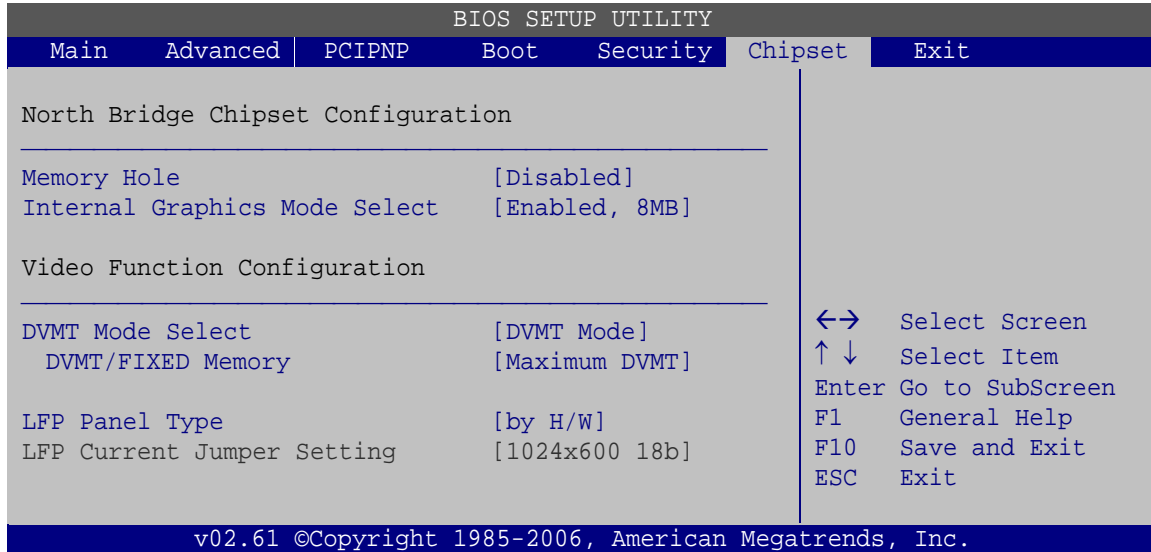 BIOS SETUP UTILITY
Main Advanced PCIPNP Boot Security Chipset Exit
North Bridge Chipset Configuration
Memory Hole [Disabled]
Internal Graphics Mode Select [Enabled, 8MB]
Video Function Configuration
DVMT Mode Select [DVMT Mode]
DVMT/FIXED Memory [Maximum DVMT]
LFP Panel Type [by H/W]
LFP Current Jumper Setting [1024x600 18b]
←→ Select Screen
↑ ↓ Select Item
Enter Go to SubScreen
F1 General Help
F10 Save and Exit
ESC Exit
v02.61 ©Copyright 1985-2006, American Megatrends, Inc.